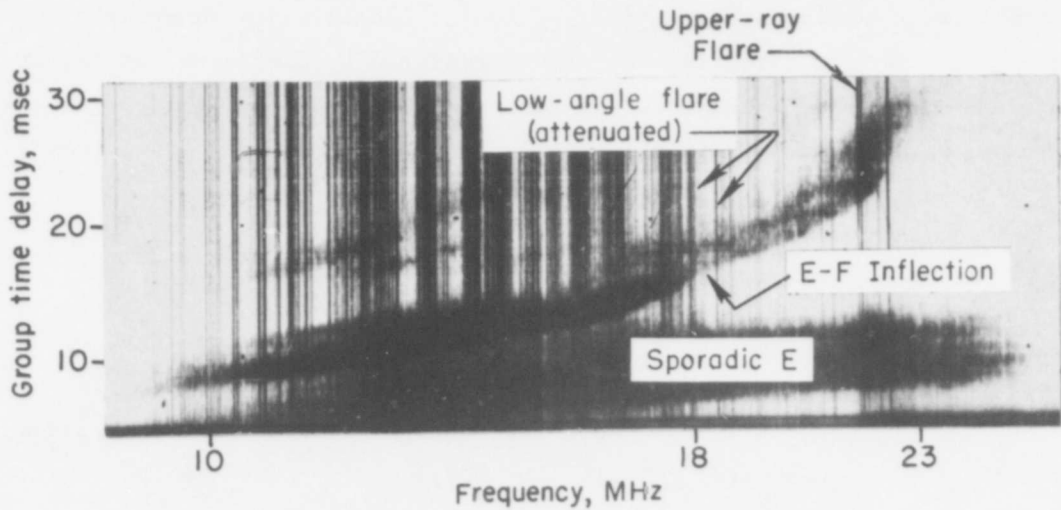 Upper-ray
Flare
30
Low-angle flare
(attenuated)
20
E-F Inflection
10
Sporadic E
Group time delay, msec
10
18
23
Frequency, MHz